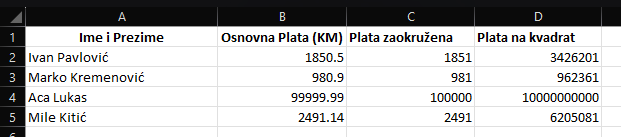 A B C D
1 Ime i Prezime Osnovna Plata (KM) Plata zaokružena Plata na kvadrat
2 Ivan Pavlović 1850.5 1851 3426201
3 Marko Kremenović 980.9 981 962361
4 Aca Lukas 99999.99 100000 10000000000
5 Mile Kitić 2491.14 2491 6205081